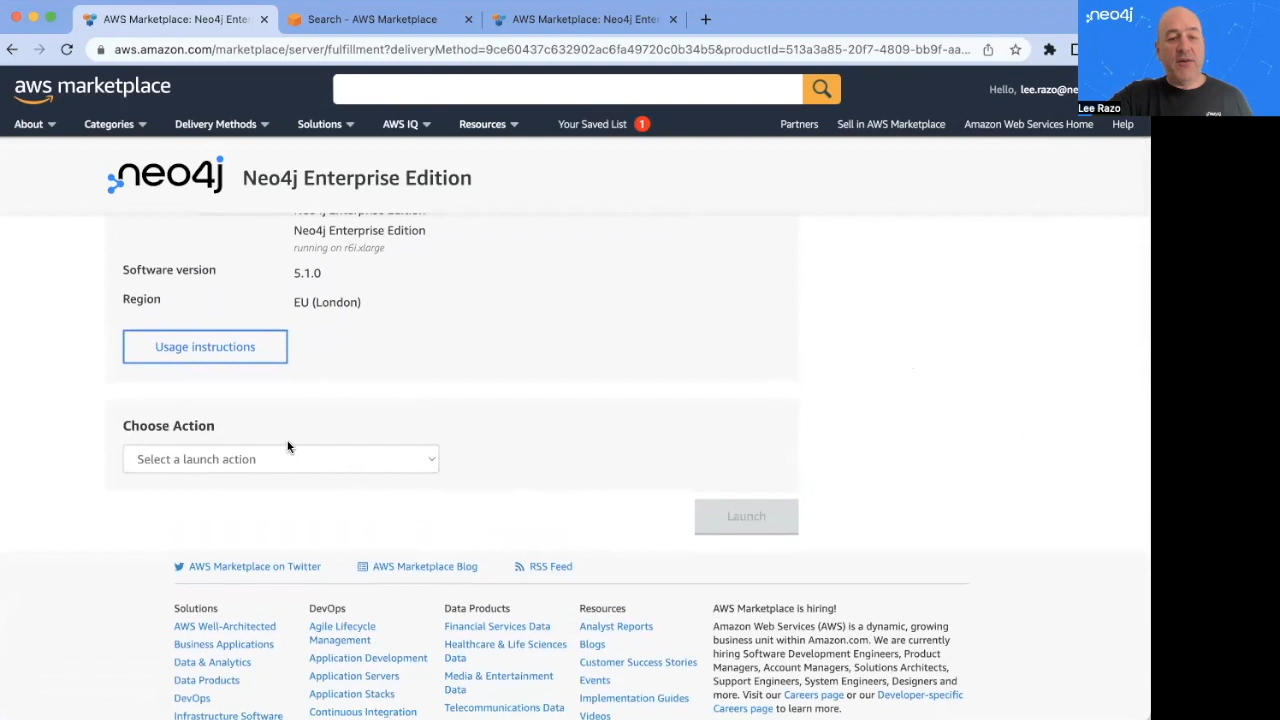 AWS Marketplace: Neo4j Enter
Search - AWS Marketplace
AWS Marketplace: Neo4j Enter
aws.amazon.com/marketplace/server/fulfillment?deliveryMethod=9ce60437c632902ac6fa49720c0b34b5&productId=513a3a85-20f7-4809-bb9f-aa...
neo4j
Lee Razo
aws marketplace
Hello, lee.razo@ne
About
Categories
Delivery Methods
Solutions
AWS IQ
Resources
Your Saved List 1
Partners
Sell in AWS Marketplace
Amazon Web Services Home
Help
neo4j
Neo4j Enterprise Edition
Neo4j Enterprise Edition
Neo4j Enterprise Edition
running on r6i.xlarge
Software version
5.1.0
Region
EU (London)
Usage instructions
Choose Action
Select a launch action
Launch
AWS Marketplace on Twitter
AWS Marketplace Blog
RSS Feed
Solutions
AWS Well-Architected
Business Applications
Data & Analytics
Data Products
DevOps
Infrastructure Software
DevOps
Agile Lifecycle
Management
Application Development
Application Servers
Application Stacks
Continuous Integration
Data Products
Financial Services Data
Healthcare & Life Sciences
Data
Media & Entertainment
Data
Telecommunications Data
Resources
Analyst Reports
Blogs
Customer Success Stories
Events
Implementation Guides
Videos
AWS Marketplace is hiring!
Amazon Web Services (AWS) is a dynamic, growing
business unit within Amazon.com. We are currently
hiring Software Development Engineers, Product
Managers, Account Managers, Solutions Architects,
Support Engineers, System Engineers, Designers and
more. Visit our Careers page or our Developer-specific
Careers page to learn more.